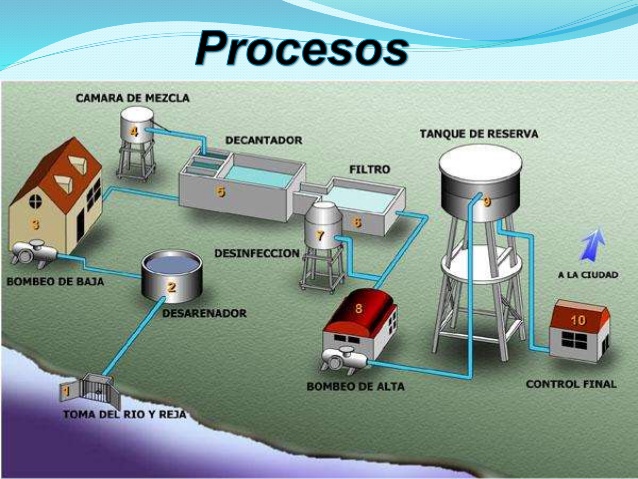 Procesos
CAMARA DE MEZCLA
4
DECANTADOR
TANQUE DE RESERVA
FILTRO
5
3
6
9
7
DESINFECCION
A LA CIUDAD
BOMBEO DE BAJA
2
DESARENADOR
8
10
BOMBEO DE ALTA
CONTROL FINAL
1
TOMA DEL RIO Y REJA